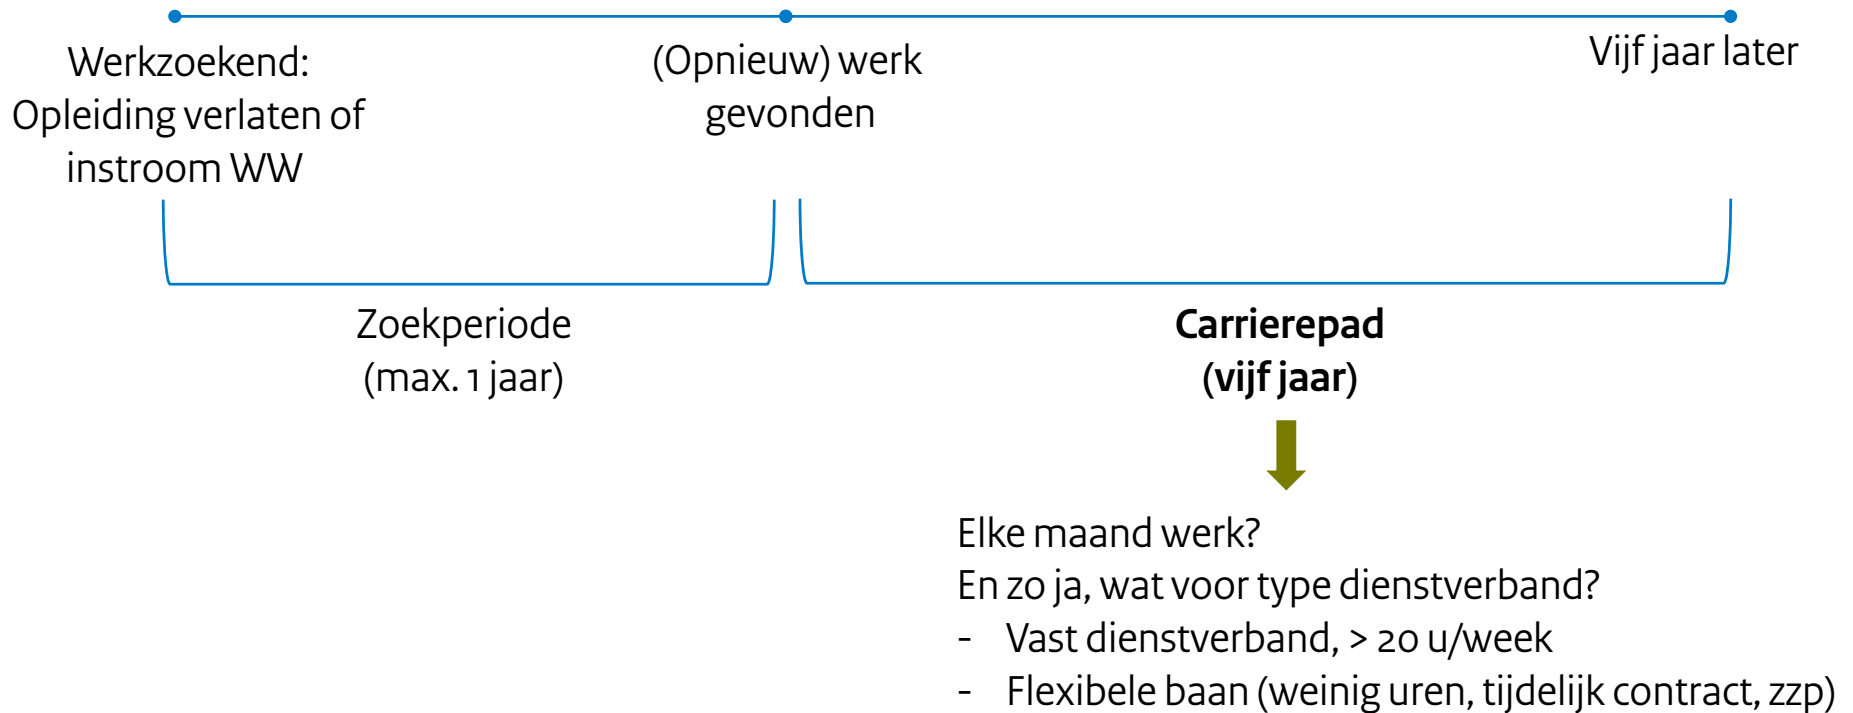 Werkzoekend:
Opleiding verlaten of
instroom WW
(Opnieuw) werk
gevonden
Vijf jaar later
Zoekperiode
(max. 1 jaar)
Carrierepad
(vijf jaar)
Elke maand werk?
En zo ja, wat voor type dienstverband?
- Vast dienstverband, > 20 u/week
- Flexibele baan (weinig uren, tijdelijk contract, zzp)